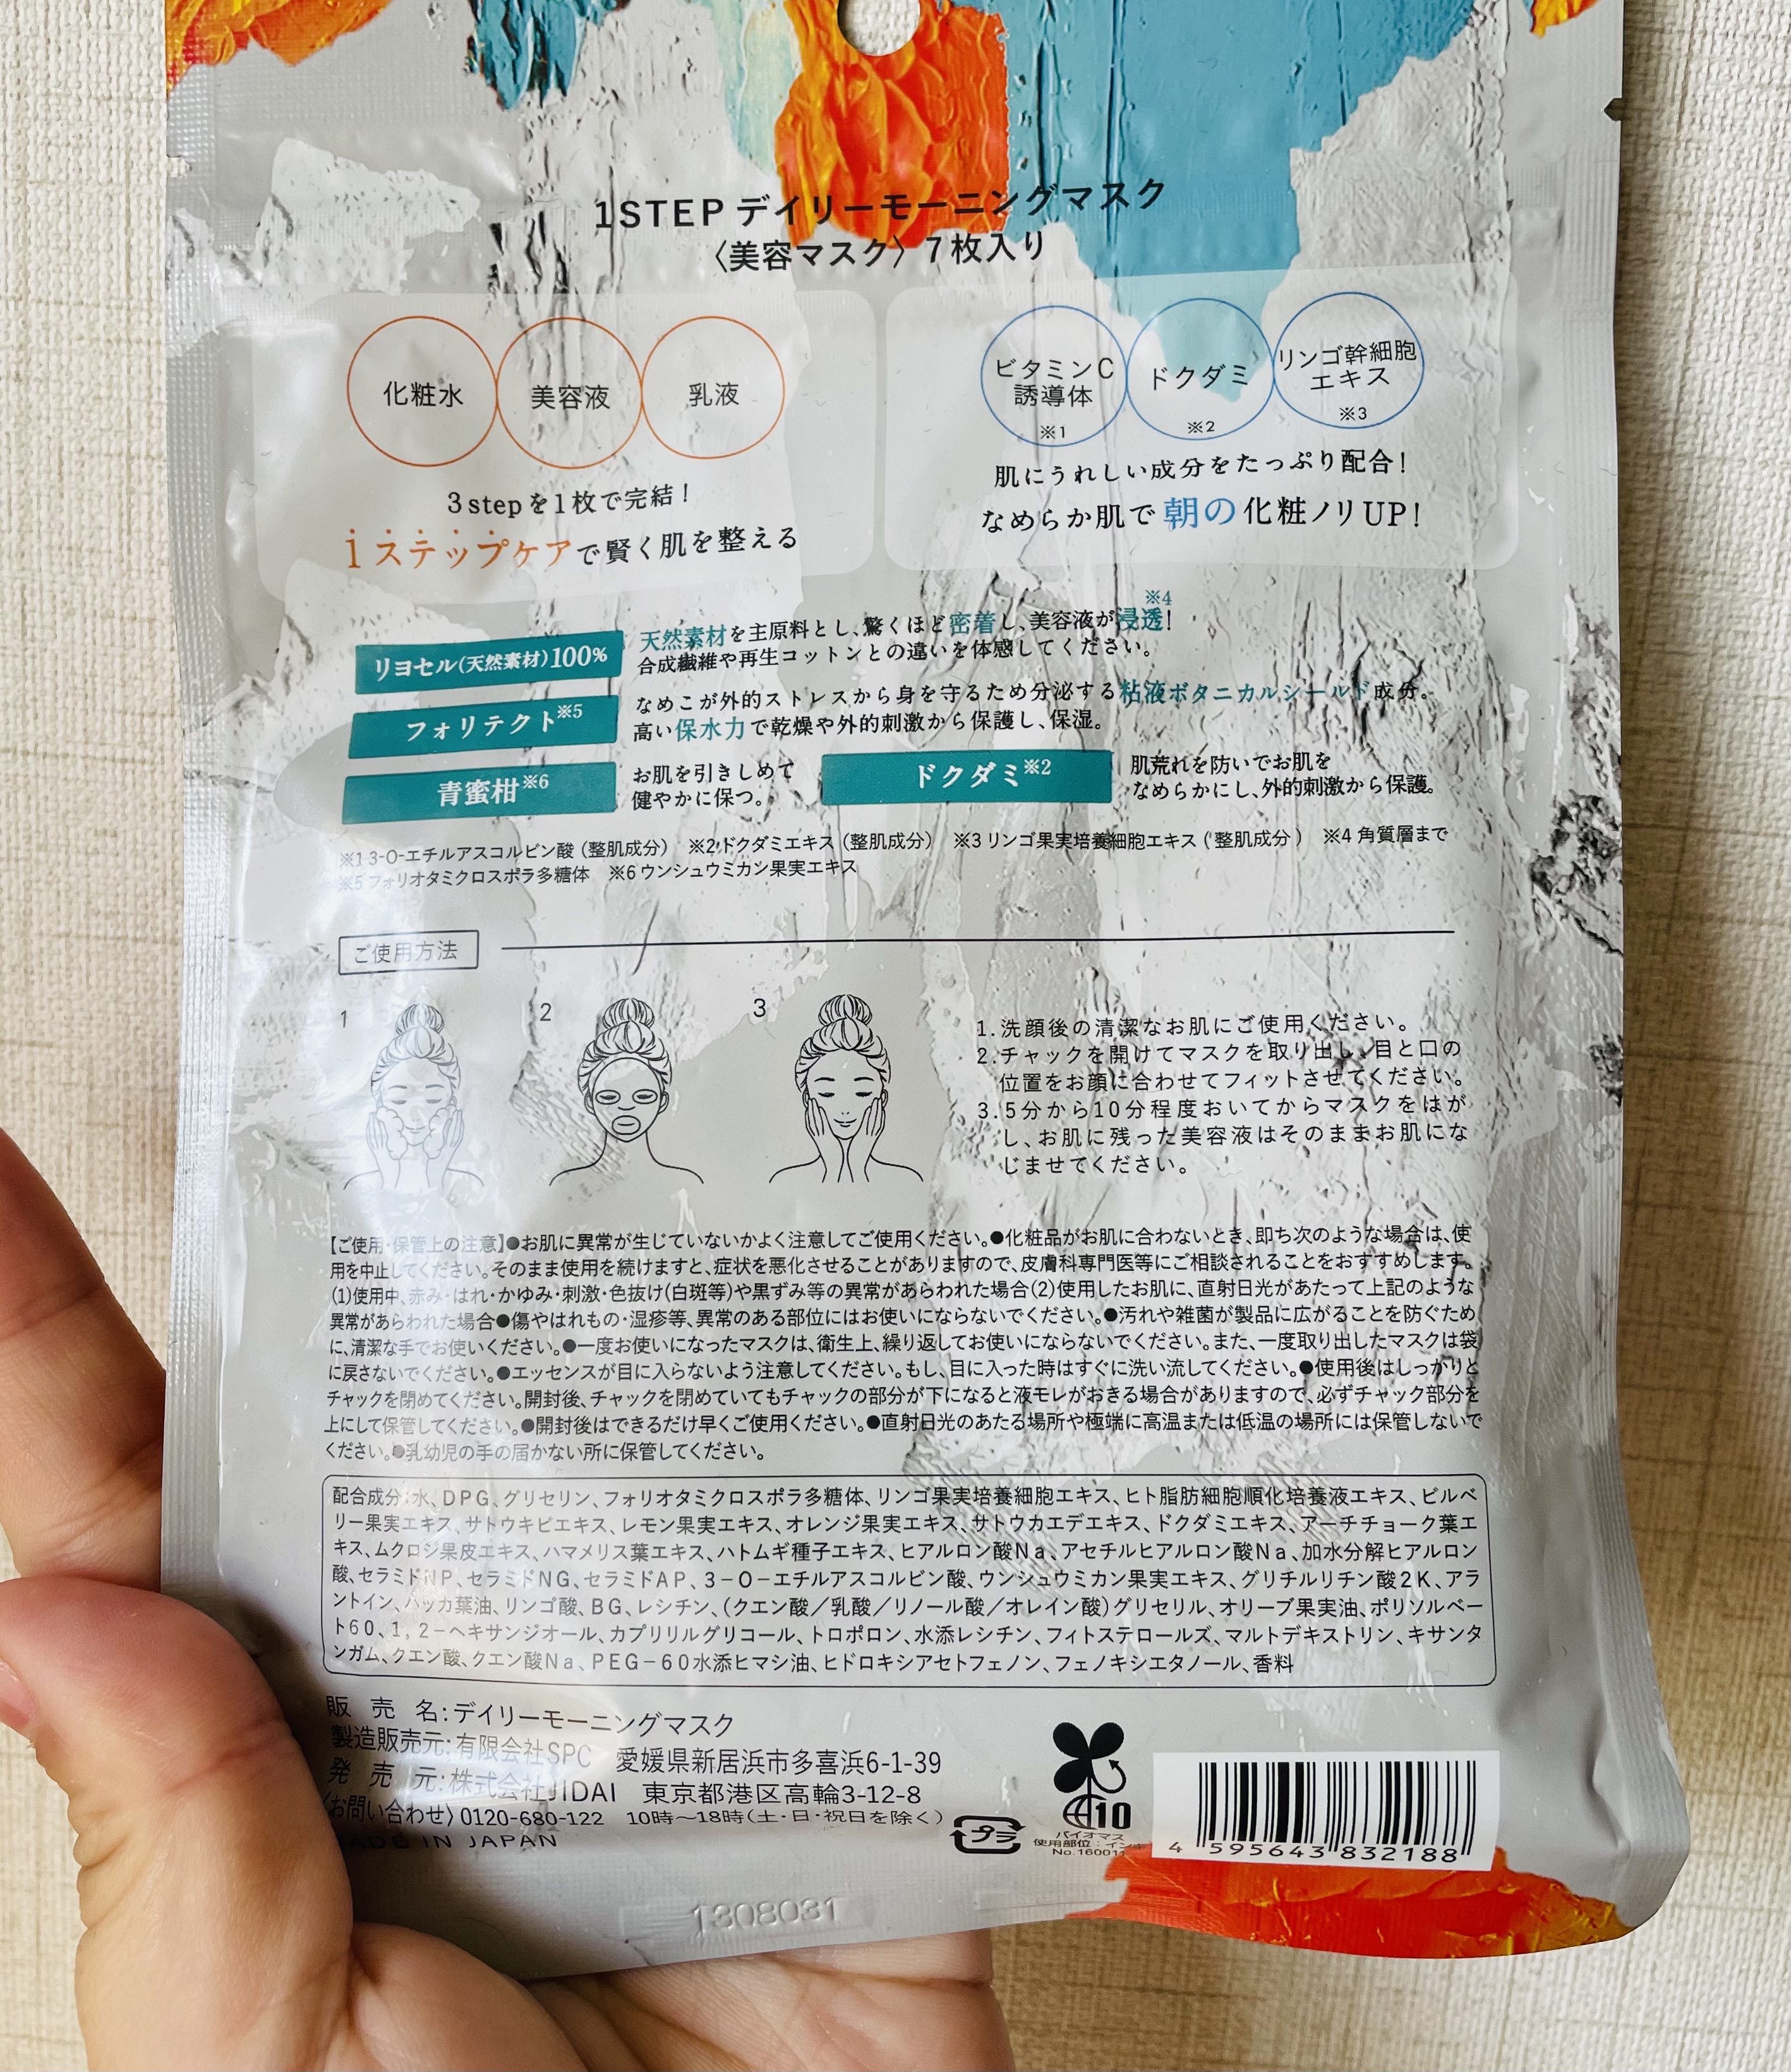 1STEP デイリーモーニングマスク
〈美容マスク〉7枚入り
化粧水
美容液
乳液
3stepを1枚で完結!
1ステップケアで賢く肌を整える
ビタミンC
誘導体
※1
ドクダミ
※2
リンゴ幹細胞
エキス
※3
肌にうれしい成分をたっぷり配合!
なめらか肌で朝の化粧ノリUP!
リヨセル(天然素材)100%
天然素材を主原料とし、驚くほど密着し、美容液が浸透※4!
合成繊維や再生コットンとの違いを体感してください。
フォリテクト※5
なめこが外的ストレスから身を守るため分泌する粘液ボタニカルシールド成分。
高い保水力で乾燥や外的刺激から保護し、保湿。
青蜜柑※6
お肌を引きしめて
健やかに保つ。
ドクダミ※2
肌荒れを防いでお肌を
なめらかにし、外的刺激から保護。
※1 3-O-エチルアスコルビン酸(整肌成分) ※2 ドクダミエキス(整肌成分) ※3 リンゴ果実培養細胞エキス(整肌成分) ※4 角質層まで
※5 フォリオタミクロスポラ多糖体 ※6 ウンシュウミカン果実エキス
ご使用方法
1
2
3
1.洗顔後の清潔なお肌にご使用ください。
2.チャックを開けてマスクを取り出し、目と口の
位置をお顔に合わせてフィットさせてください。
3.5分から10分程度おいてからマスクをはが
し、お肌に残った美容液はそのままお肌にな
じませてください。
【ご使用・保管上の注意】●お肌に異常が生じていないかよく注意してご使用ください。●化粧品がお肌に合わないとき、即ち次のような場合は、使
用を中止してください。そのまま使用を続けますと、症状を悪化させることがありますので、皮膚科専門医等にご相談されることをおすすめします。
(1)使用中、赤み・はれ・かゆみ・刺激・色抜け(白斑等)や黒ずみ等の異常があらわれた場合(2)使用したお肌に、直射日光があたって上記のような
異常があらわれた場合●傷やはれもの・湿疹等、異常のある部位にはお使いにならないでください。●汚れや雑菌が製品に広がることを防ぐため
に、清潔な手でお使いください。●一度お使いになったマスクは、衛生上、繰り返してお使いにならないでください。また、一度取り出したマスクは袋
に戻さないでください。●エッセンスが目に入らないよう注意してください。もし、目に入った時はすぐに洗い流してください。●使用後はしっかりと
チャックを閉めてください。開封後、チャックを閉めていてもチャックの部分が下になると液モレがおきる場合がありますので、必ずチャック部分を
上にして保管してください。●開封後はできるだけ早くご使用ください。●直射日光のあたる場所や極端に高温または低温の場所には保管しないで
ください。●乳幼児の手の届かない所に保管してください。
配合成分:水、DPG、グリセリン、フォリオタミクロスポラ多糖体、リンゴ果実培養細胞エキス、ヒト脂肪細胞順化培養液エキス、ビルベ
リー果実エキス、サトウキビエキス、レモン果実エキス、オレンジ果実エキス、サトウカエデエキス、ドクダミエキス、アーチチョーク葉エ
キス、ムクロジ果皮エキス、ハマメリス葉エキス、ハトムギ種子エキス、ヒアルロン酸Na、アセチルヒアルロン酸Na、加水分解ヒアルロン
酸、セラミドNP、セラミドNG、セラミドAP、3-O-エチルアスコルビン酸、ウンシュウミカン果実エキス、グリチルリチン酸2K、アラ
ントイン、ハッカ葉油、リンゴ酸、BG、レシチン、(クエン酸/乳酸/リノール酸/オレイン酸)グリセリル、オリーブ果実油、ポリソルベー
ト60、1,2-ヘキサンジオール、カプリリルグリコール、トロポロン、水添レシチン、フィトステロールズ、マルトデキストリン、キサンタ
ンガム、クエン酸、クエン酸Na、PEG-60水添ヒマシ油、ヒドロキシアセトフェノン、フェノキシエタノール、香料
販売名:デイリーモーニングマスク
製造販売元:有限会社SPC 愛媛県新居浜市多喜浜6-1-39
発売元:株式会社JIDAI 東京都港区高輪3-12-8
〈お問い合わせ〉0120-680-122 10時～18時(土・日・祝日を除く)
MADE IN JAPAN
プラ
10
バイオマス
使用部位:イン
No.16001
4 595643 832188
1308031